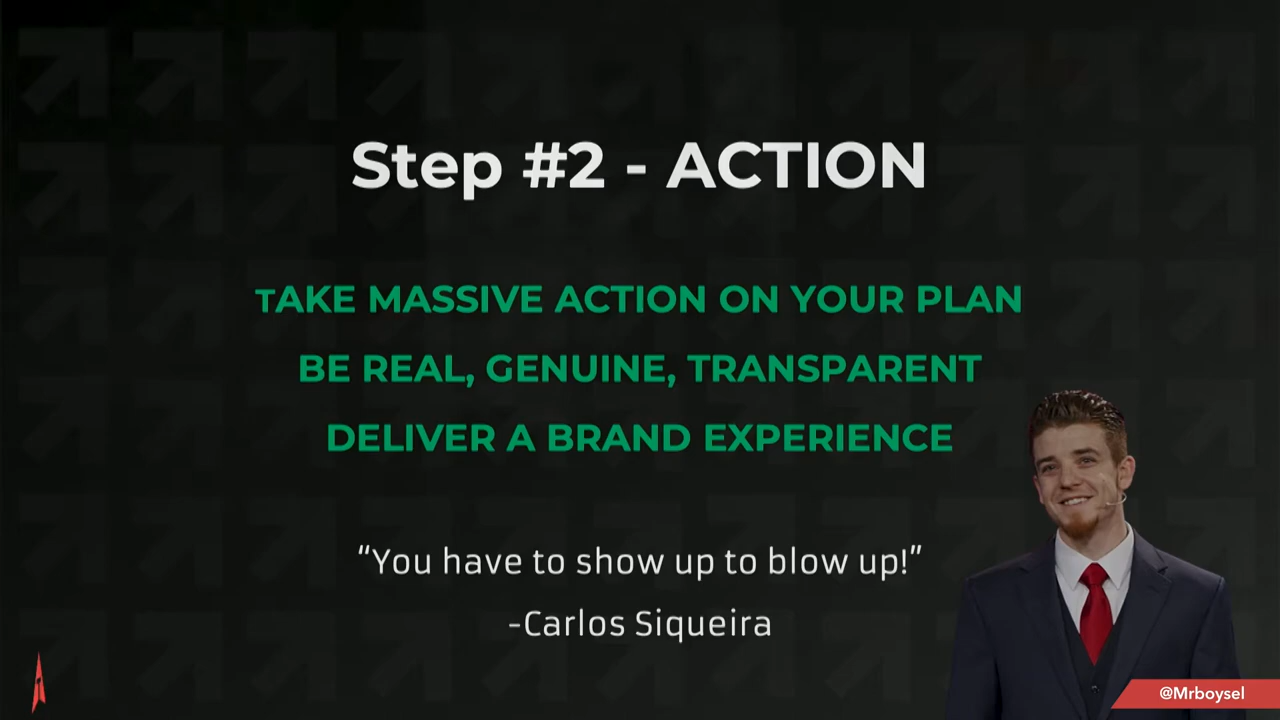 Step #2 - ACTION
TAKE MASSIVE ACTION ON YOUR PLAN
BE REAL, GENUINE, TRANSPARENT
DELIVER A BRAND EXPERIENCE
“You have to show up to blow up!”
-Carlos Siqueira
@Mrboysel